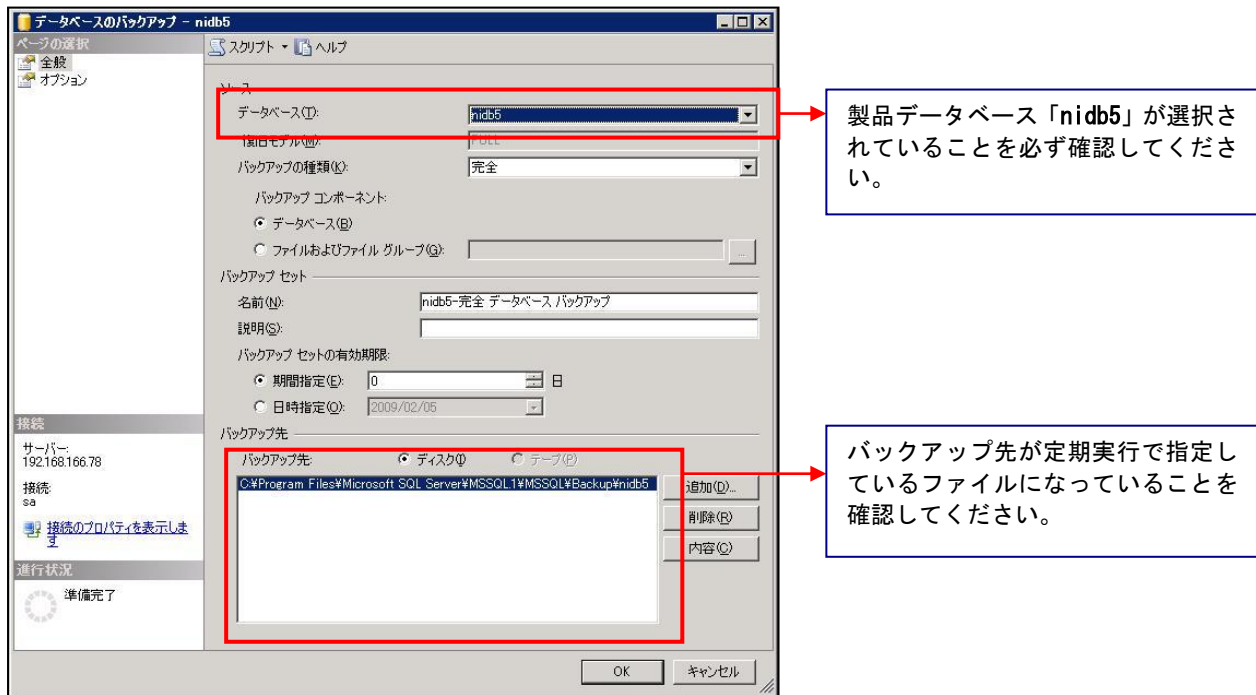 データベースのバックアップ - nidb5
ページの選択
全般
オプション
スクリプト
ヘルプ
ソース
データベース(T):
nidb5
復旧モデル(M):
FULL
バックアップの種類(K):
完全
バックアップ コンポーネント:
データベース(B)
ファイルおよびファイル グループ(G):
...
バックアップ セット
名前(N):
nidb5-完全 データベース バックアップ
説明(S):
バックアップ セットの有効期限:
期間指定(E):
0
日
日時指定(O):
2009/02/05
バックアップ先
バックアップ先:
ディスク(I)
テープ(P)
C:¥Program Files¥Microsoft SQL Server¥MSSQL.1¥MSSQL¥Backup¥nidb5
追加(D)...
削除(R)
内容(C)
接続
サーバー:
192.168.166.78
接続:
sa
接続のプロパティを表示しま
す
進行状況
準備完了
OK
キャンセル
製品データベース「nidb5」が選択さ
れていることを必ず確認してくださ
い。
バックアップ先が定期実行で指定し
ているファイルになっていることを
確認してください。